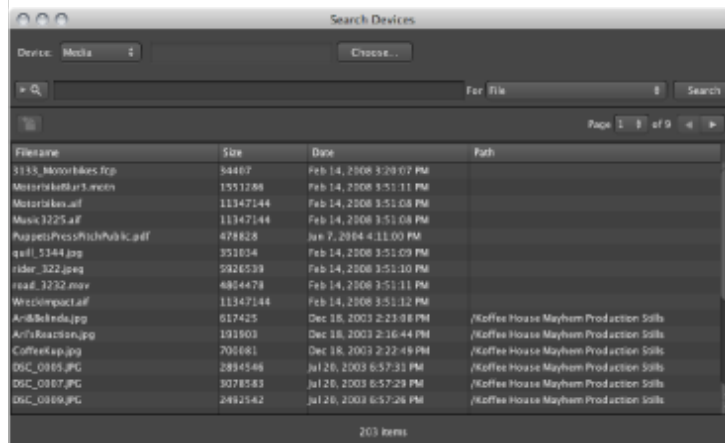 Search Devices
Device: Media Choose...
For File Search
Page 1 of 9
Filename Size Date Path
3133_Motorbikes.fcp 34407 Feb 14, 2008 3:20:07 PM
MotorbikeBlur3.motn 1551286 Feb 14, 2008 3:51:11 PM
Motorbikes.aif 11347144 Feb 14, 2008 3:51:08 PM
Music3225.aif 11347144 Feb 14, 2008 3:51:08 PM
PuppetsPressPitchPublic.pdf 478828 Jun 7, 2004 4:11:00 PM
quill_5344.jpg 351034 Feb 14, 2008 3:51:09 PM
rider_322.jpeg 5926539 Feb 14, 2008 3:51:10 PM
road_3232.mov 4804478 Feb 14, 2008 3:51:11 PM
WreckImpact.aif 11347144 Feb 14, 2008 3:51:12 PM
Ari&Belinda.jpg 617425 Dec 18, 2003 2:23:08 PM /Koffee House Mayhem Production Stills
Ari'sReaction.jpg 191903 Dec 18, 2003 2:16:44 PM /Koffee House Mayhem Production Stills
CoffeeKup.jpg 700081 Dec 18, 2003 2:22:49 PM /Koffee House Mayhem Production Stills
DSC_0005.JPG 2894546 Jul 20, 2003 6:57:31 PM /Koffee House Mayhem Production Stills
DSC_0007.JPG 3078583 Jul 20, 2003 6:57:29 PM /Koffee House Mayhem Production Stills
DSC_0009.JPG 2492542 Jul 20, 2003 6:57:26 PM /Koffee House Mayhem Production Stills
203 items